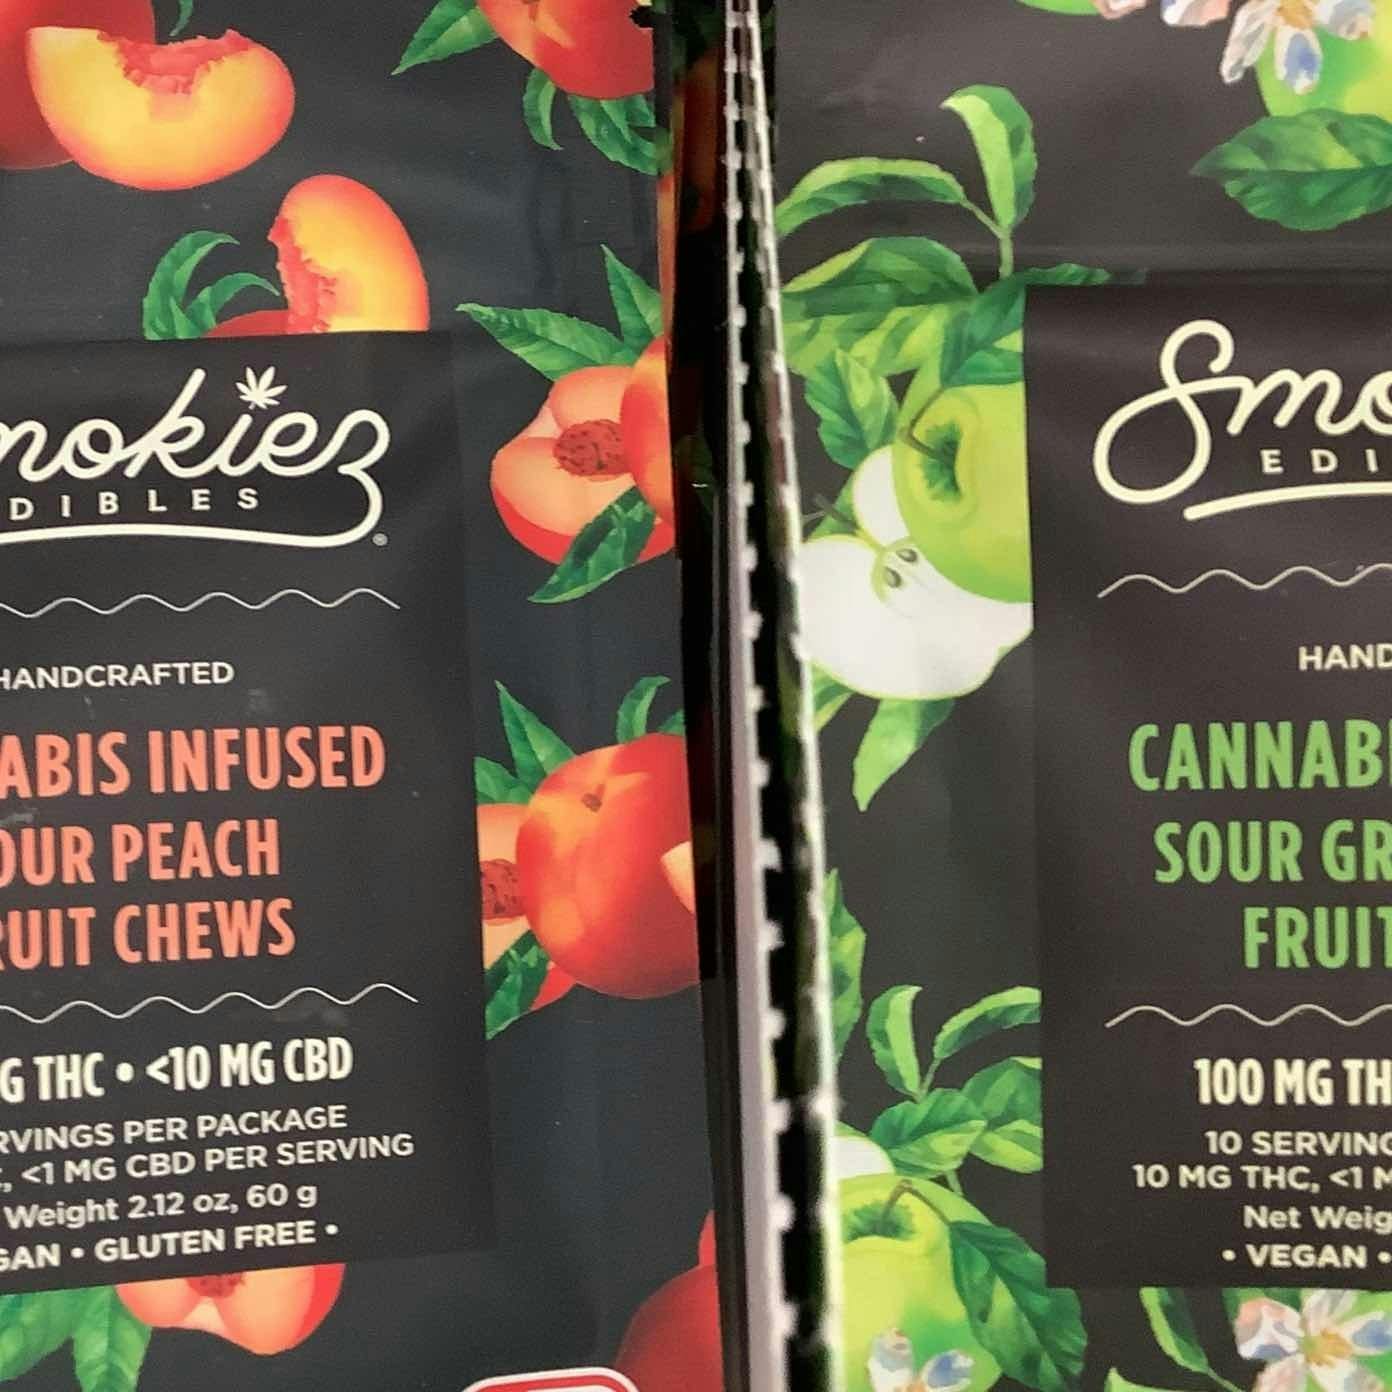 mokiez
DIBLES
®
HANDCRAFTED
ABIS INFUSED
OUR PEACH
RUIT CHEWS
G THC • <10 MG CBD
RVINGS PER PACKAGE
, <1 MG CBD PER SERVING
Weight 2.12 oz, 60 g
GAN • GLUTEN FREE •
Smo
EDI
HAND
CANNABI
SOUR GR
FRUIT
100 MG TH
10 SERVING
10 MG THC, <1 M
Net Weig
• VEGAN •